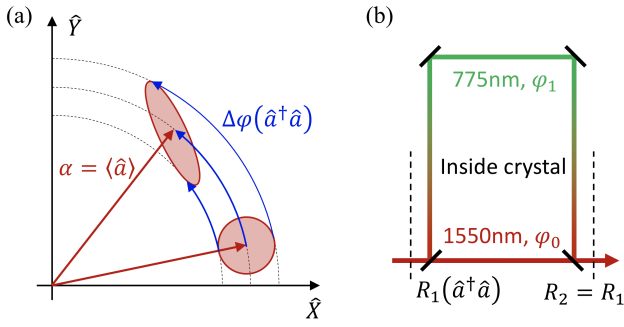 (a)
Ŷ
Δφ(â†â)
α = ⟨â⟩
X̂
(b)
775nm, φ₁
Inside crystal
1550nm, φ₀
R₁(â†â)
R₂ = R₁